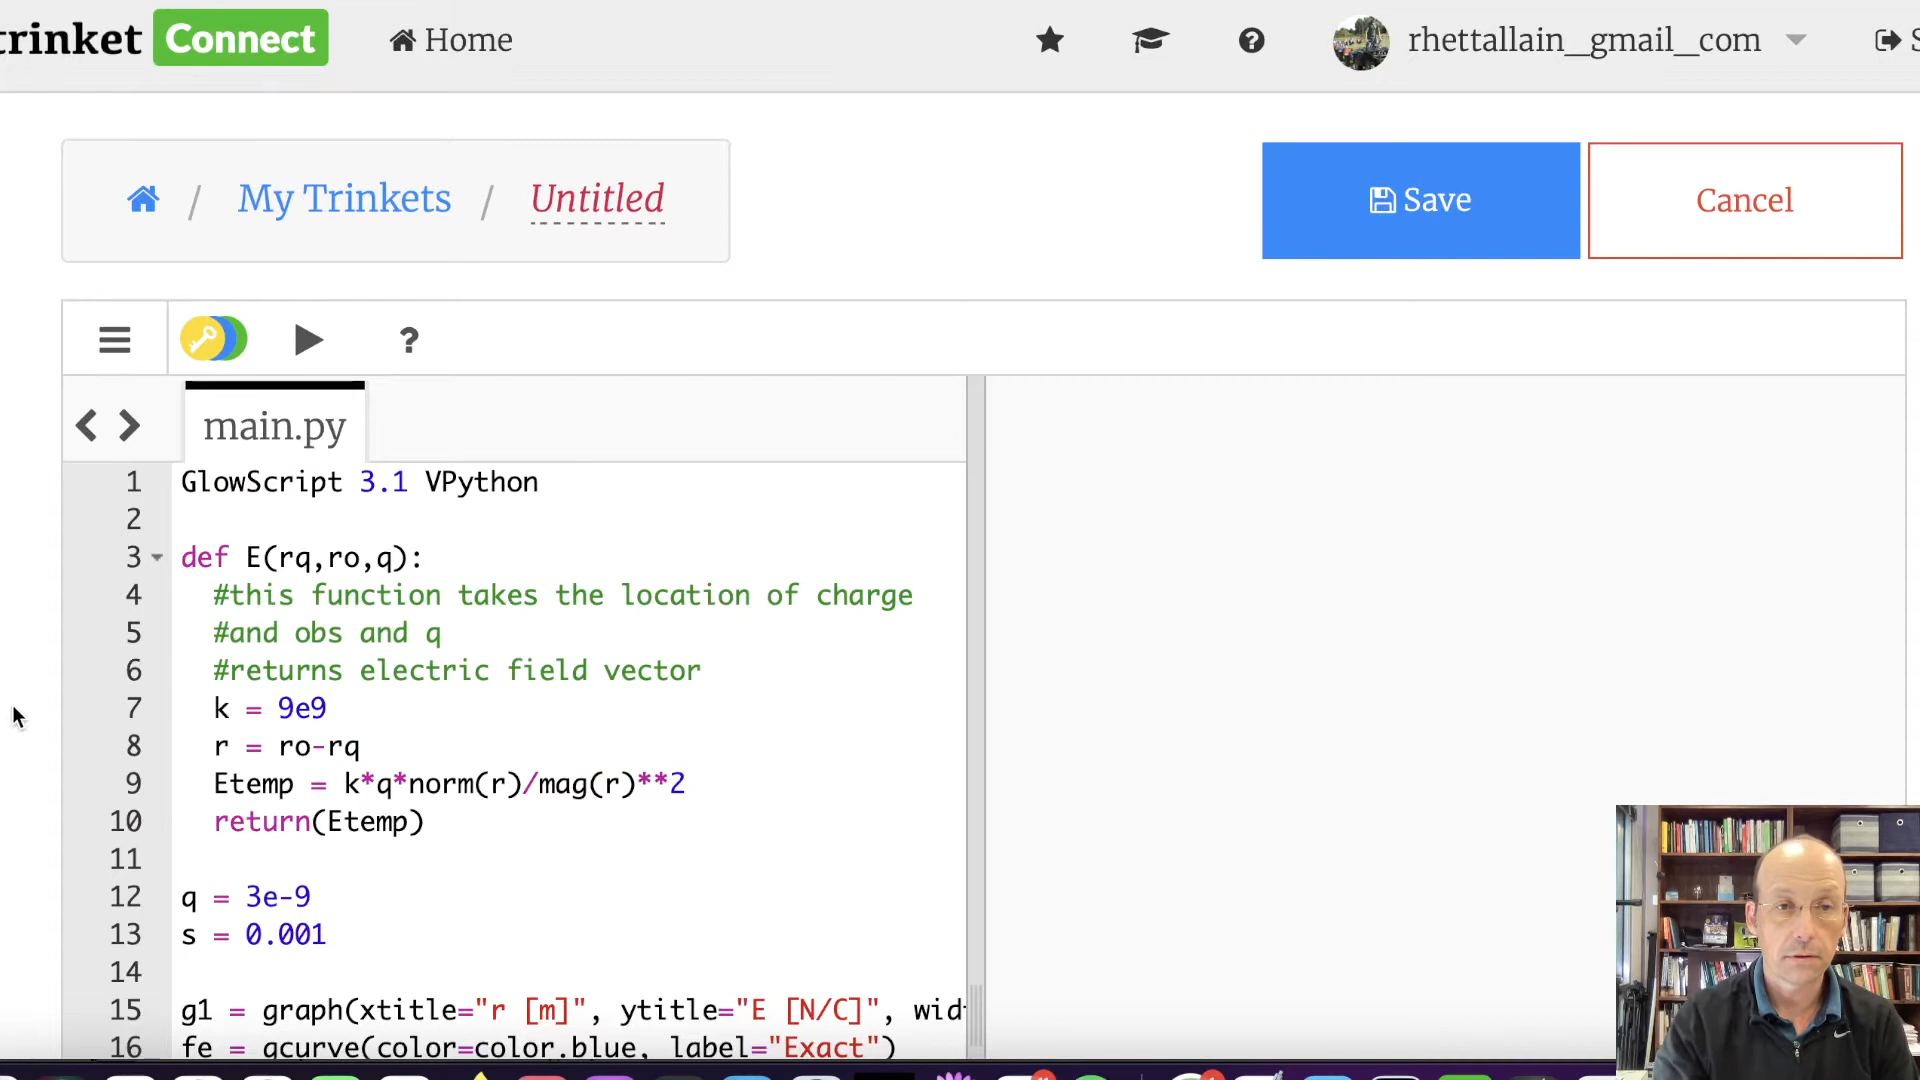 trinket Connect Home rhettallain_gmail_com
My Trinkets / Untitled
Save
Cancel
?
main.py
1 GlowScript 3.1 VPython
2
3 def E(rq,ro,q):
4 #this function takes the location of charge
5 #and obs and q
6 #returns electric field vector
7 k = 9e9
8 r = ro-rq
9 Etemp = k*q*norm(r)/mag(r)**2
10 return(Etemp)
11
12 q = 3e-9
13 s = 0.001
14
15 g1 = graph(xtitle="r [m]", ytitle="E [N/C]", wid
16 fe = gcurve(color=color.blue, label="Exact")